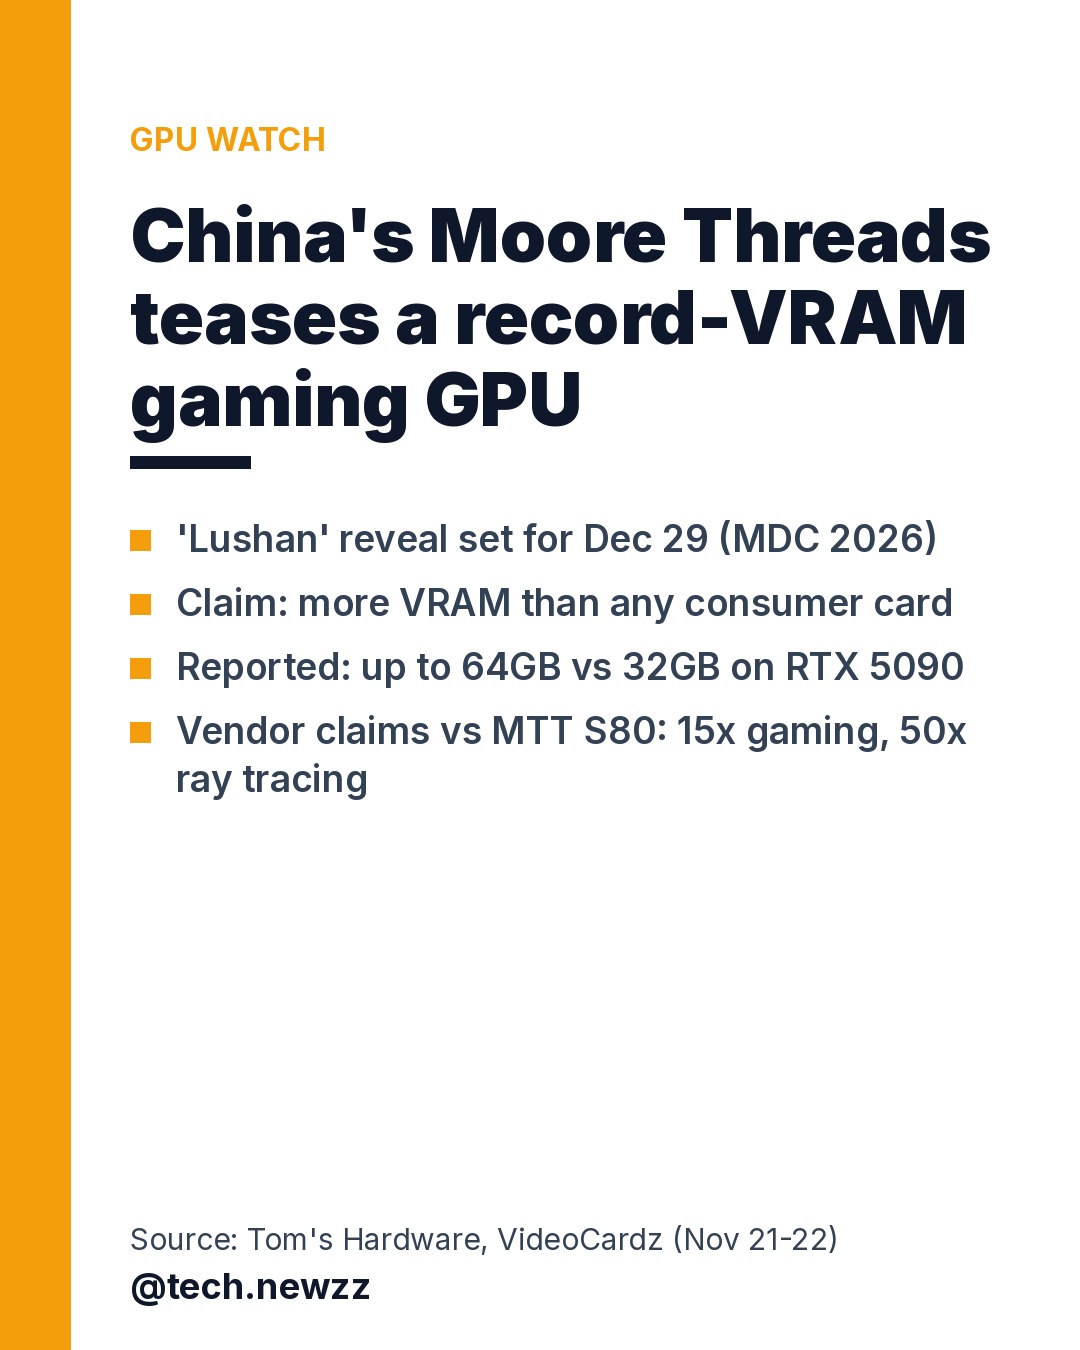 GPU WATCH
China's Moore Threads
teases a record-VRAM
gaming GPU
'Lushan' reveal set for Dec 29 (MDC 2026)
Claim: more VRAM than any consumer card
Reported: up to 64GB vs 32GB on RTX 5090
Vendor claims vs MTT S80: 15x gaming, 50x
ray tracing
Source: Tom's Hardware, VideoCardz (Nov 21-22)
@tech.newzz